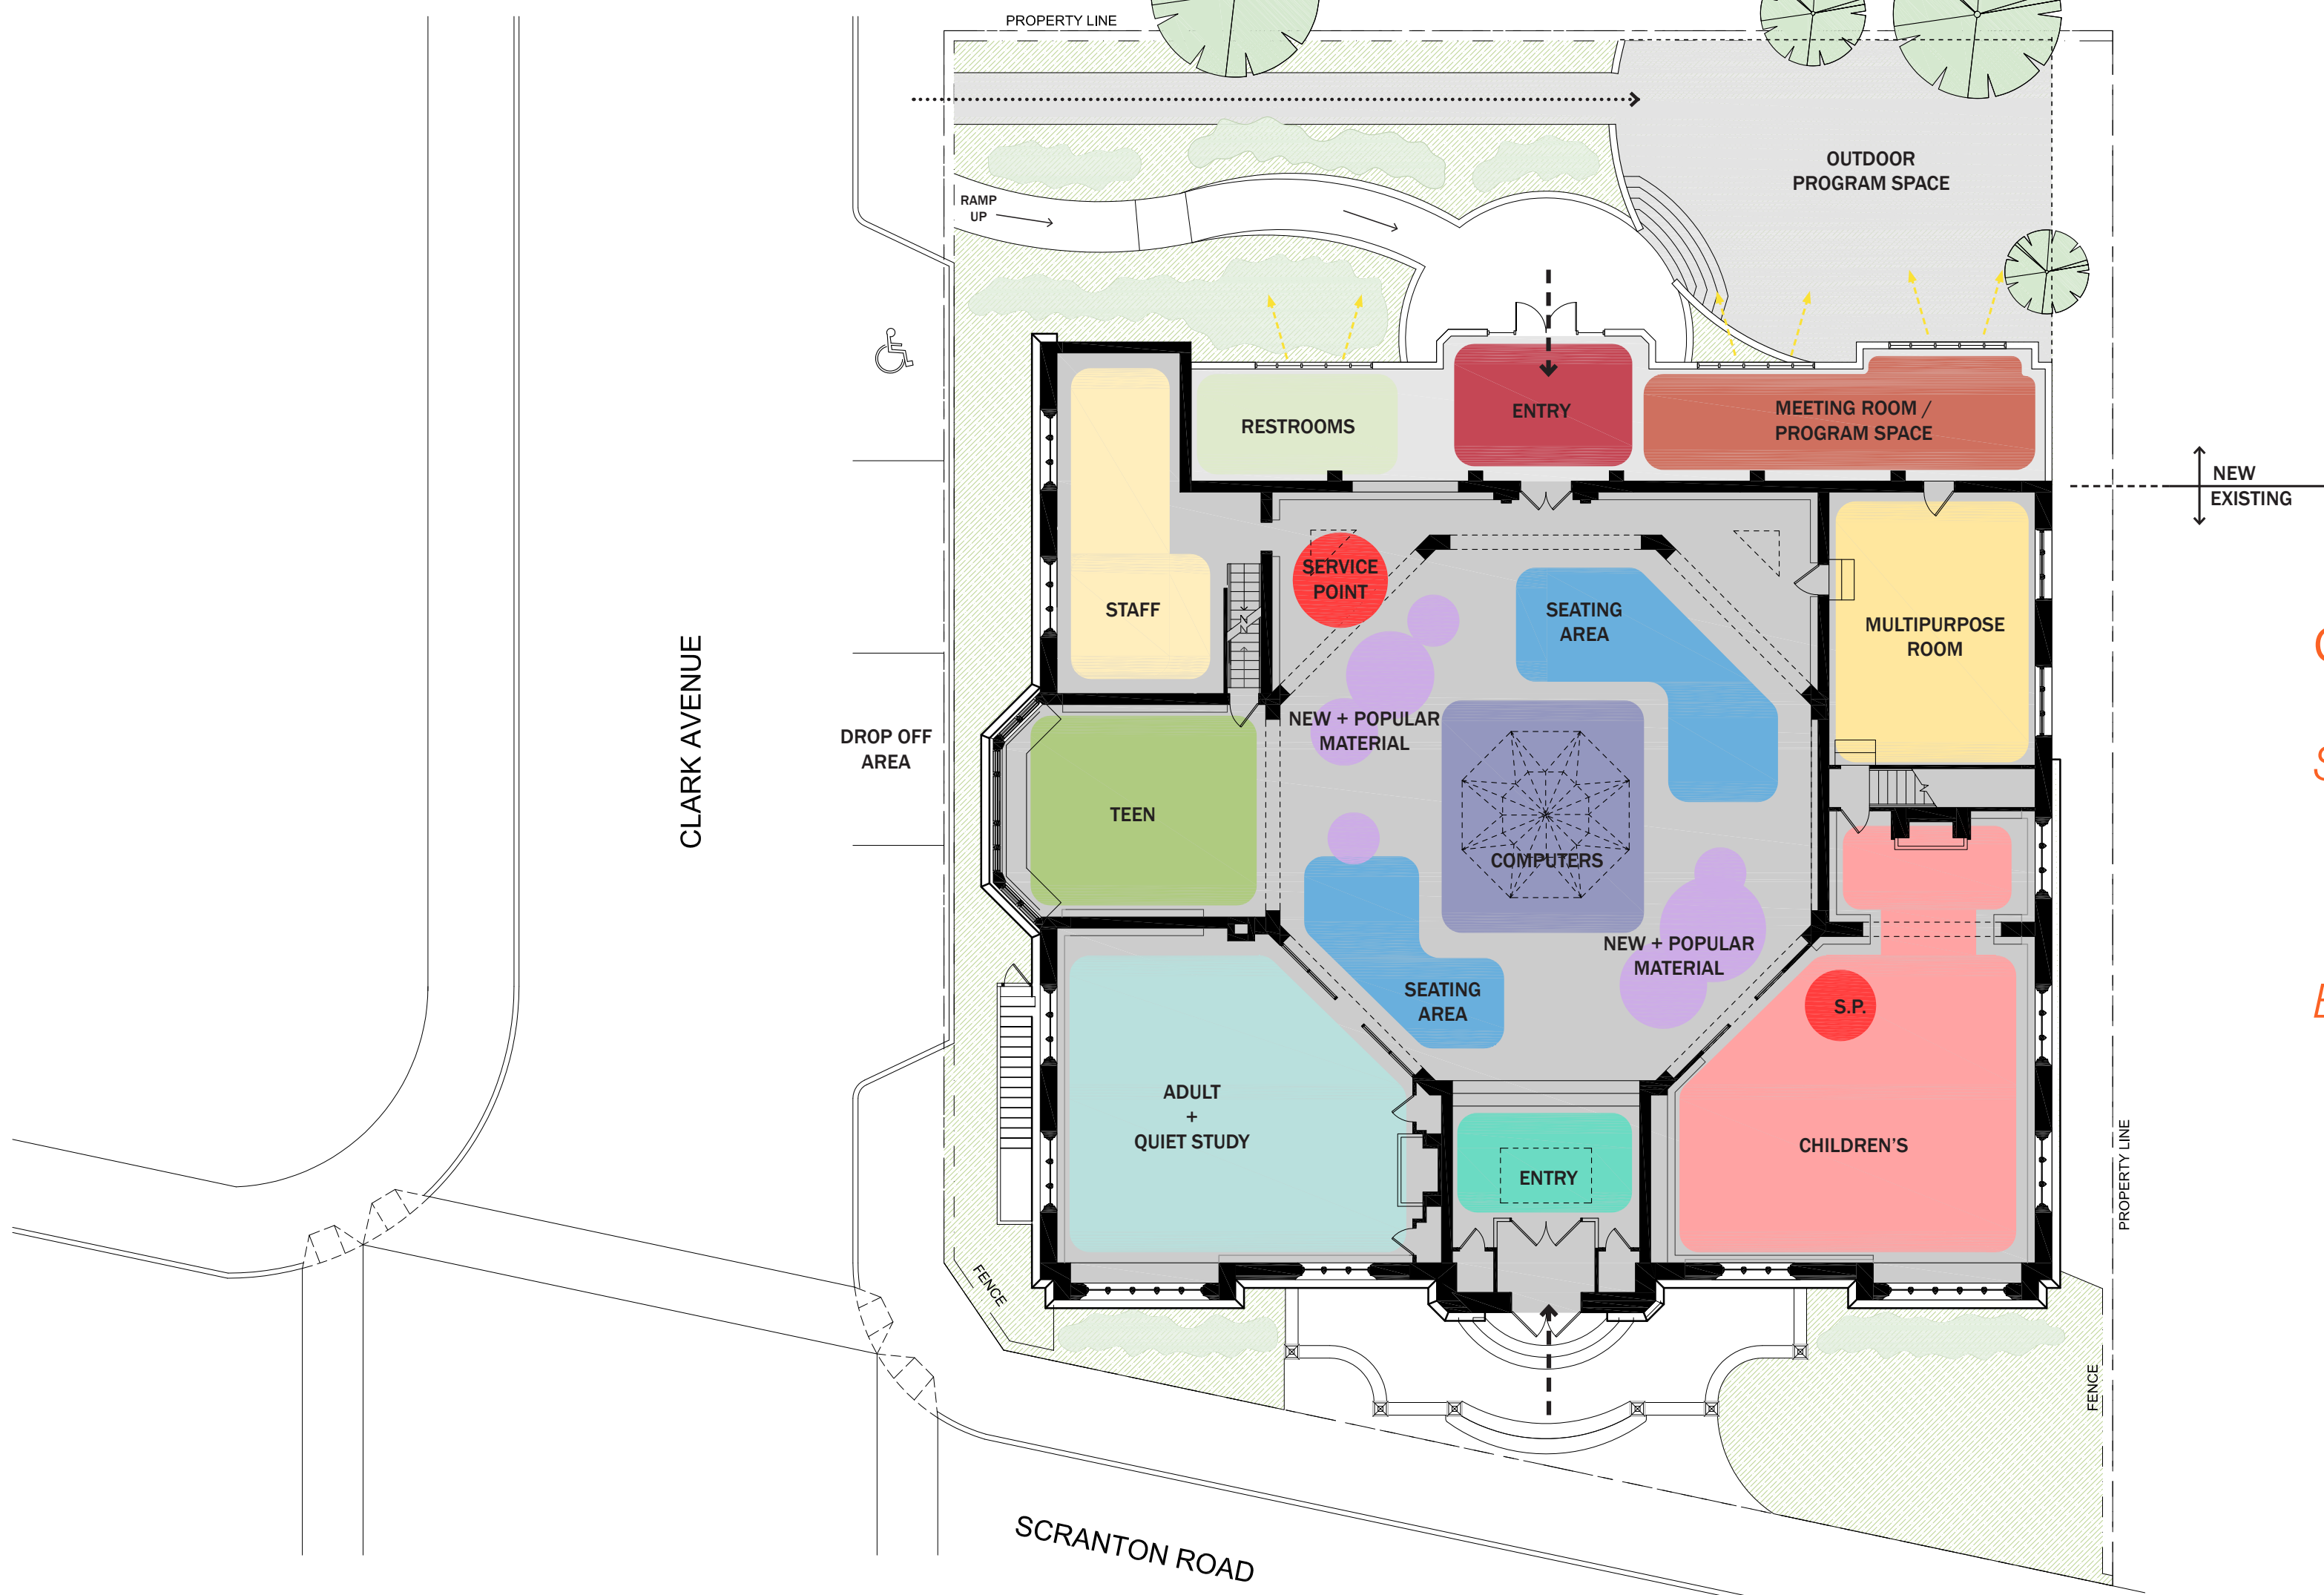 PROPERTY LINE
OUTDOOR
PROGRAM SPACE
RAMP
UP
RESTROOMS
ENTRY
MEETING ROOM /
PROGRAM SPACE
NEW
EXISTING
SERVICE
POINT
STAFF
SEATING
AREA
MULTIPURPOSE
ROOM
CLARK AVENUE
DROP OFF
AREA
NEW + POPULAR
MATERIAL
TEEN
COMPUTERS
NEW + POPULAR
MATERIAL
SEATING
AREA
S.P.
ADULT
+
QUIET STUDY
ENTRY
CHILDREN'S
PROPERTY LINE
FENCE
FENCE
SCRANTON ROAD